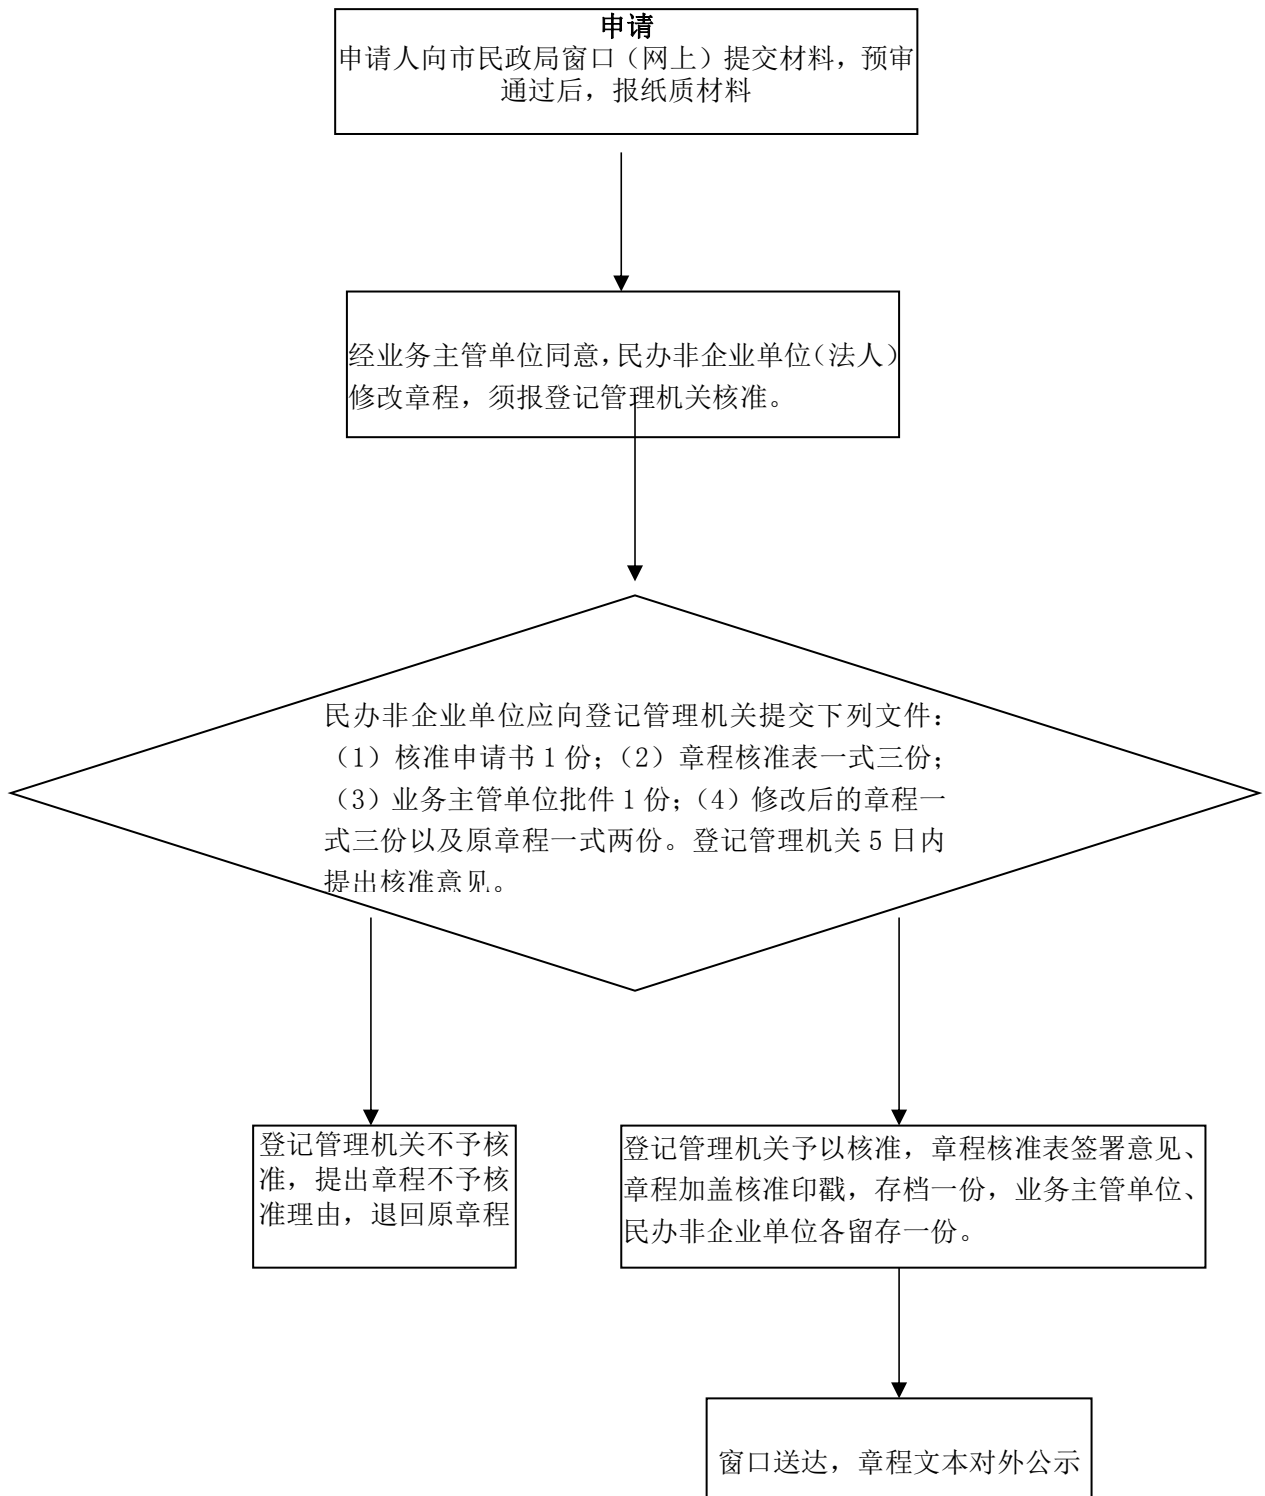 申请
申请人向市民政局窗口（网上）提交材料，预审
通过后，报纸质材料
经业务主管单位同意，民办非企业单位（法人）
修改章程，须报登记管理机关核准。
民办非企业单位应向登记管理机关提交下列文件：
（1）核准申请书 1 份；（2）章程核准表一式三份；
（3）业务主管单位批件 1 份；（4）修改后的章程一
式三份以及原章程一式两份。登记管理机关 5 日内
提出核准意见。
登记管理机关不予核
准，提出章程不予核
准理由，退回原章程
登记管理机关予以核准，章程核准表签署意见、
章程加盖核准印戳，存档一份，业务主管单位、
民办非企业单位各留存一份。
窗口送达，章程文本对外公示